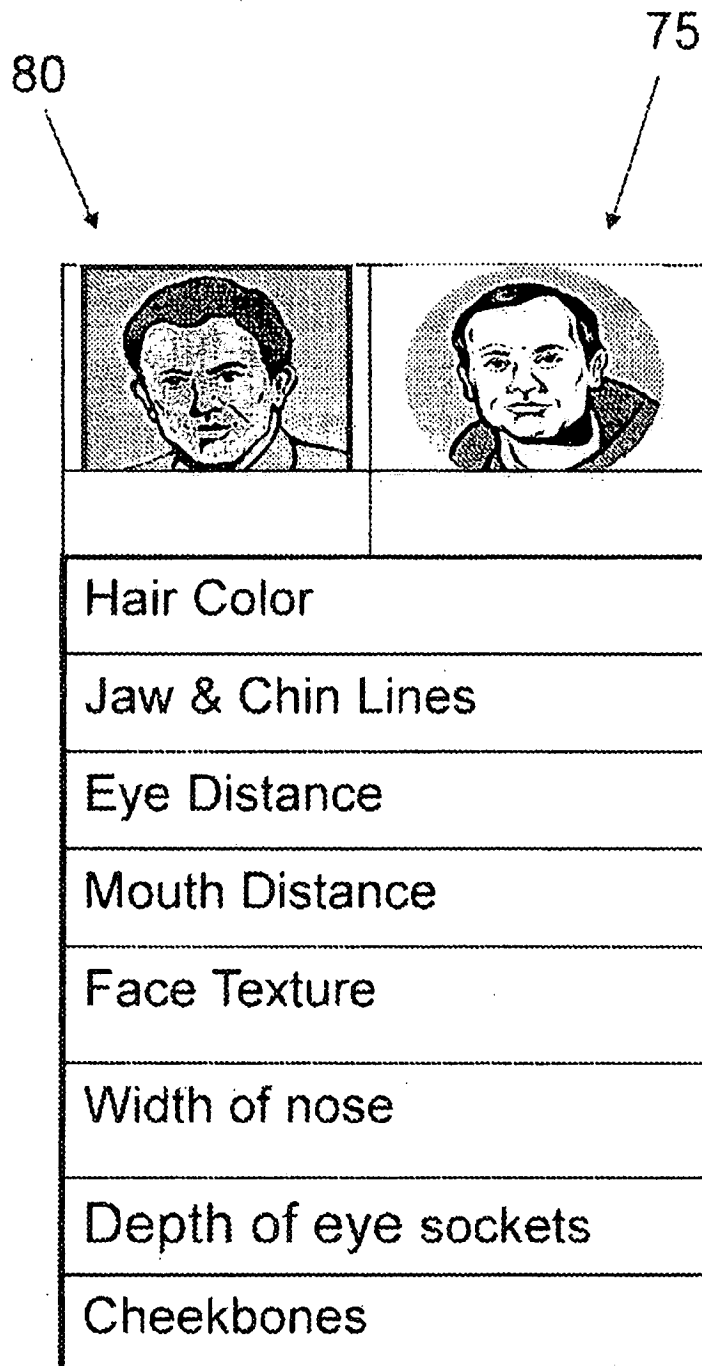 80
75
Hair Color
Jaw & Chin Lines
Eye Distance
Mouth Distance
Face Texture
Width of nose
Depth of eye sockets
Cheekbones